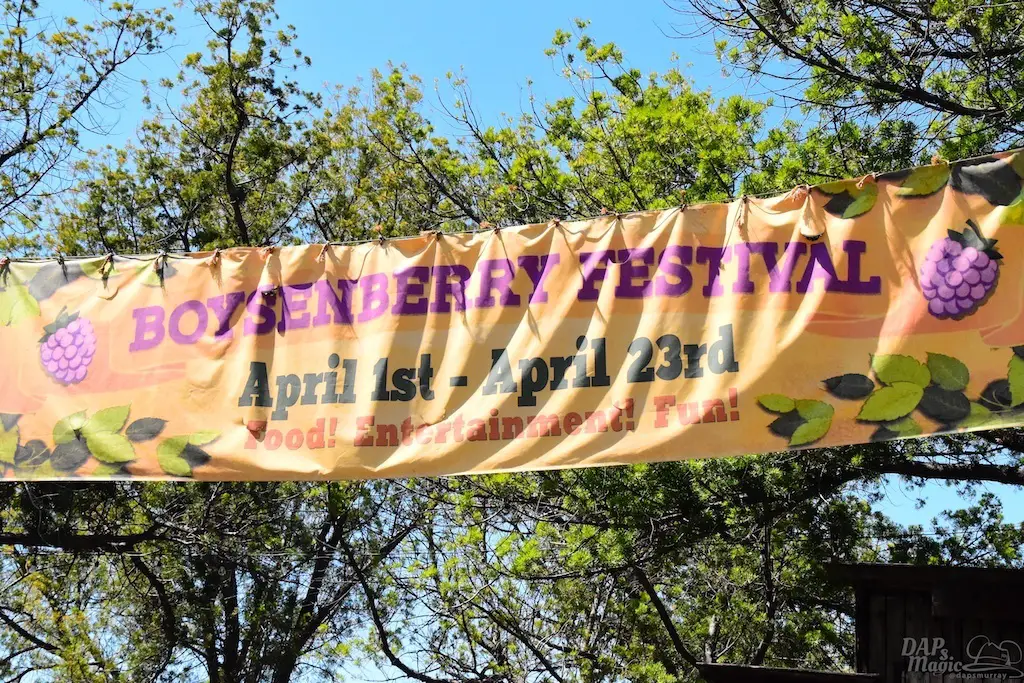 BOYSENBERRY FESTIVAL
April 1st - April 23rd
Food! Entertainment! Fun!
DAPs
Magic
@dapsmurray